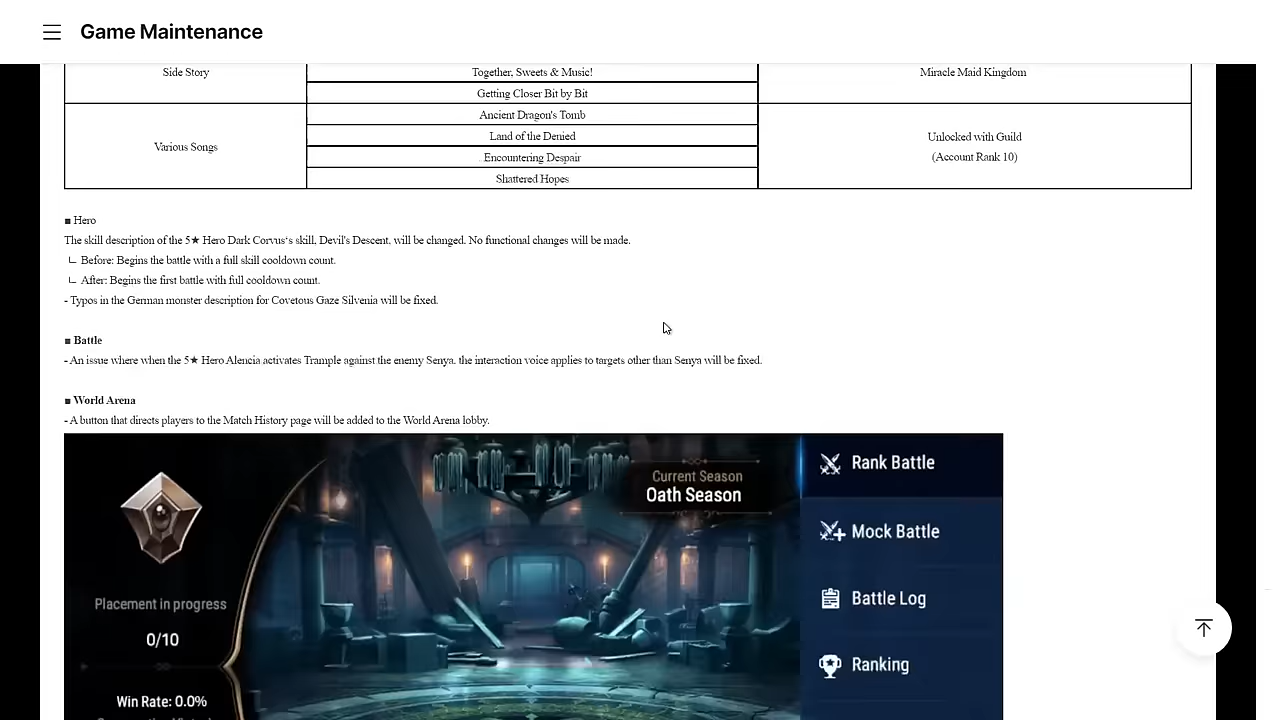 Game Maintenance
Side Story
Together, Sweets & Music!
Miracle Maid Kingdom
Getting Closer Bit by Bit
Various Songs
Ancient Dragon's Tomb
Land of the Denied
Encountering Despair
Shattered Hopes
Unlocked with Guild
(Account Rank 10)
■ Hero
The skill description of the 5★ Hero Dark Corvus‘s skill, Devil's Descent, will be changed. No functional changes will be made.
ㄴ Before: Begins the battle with a full skill cooldown count.
ㄴ After: Begins the first battle with full cooldown count.
- Typos in the German monster description for Covetous Gaze Silvenia will be fixed.
■ Battle
- An issue where when the 5★ Hero Alencia activates Trample against the enemy Senya, the interaction voice applies to targets other than Senya will be fixed.
■ World Arena
- A button that directs players to the Match History page will be added to the World Arena lobby.
Current Season
Oath Season
Placement in progress
0/10
Win Rate: 0.0%
Rank Battle
Mock Battle
Battle Log
Ranking